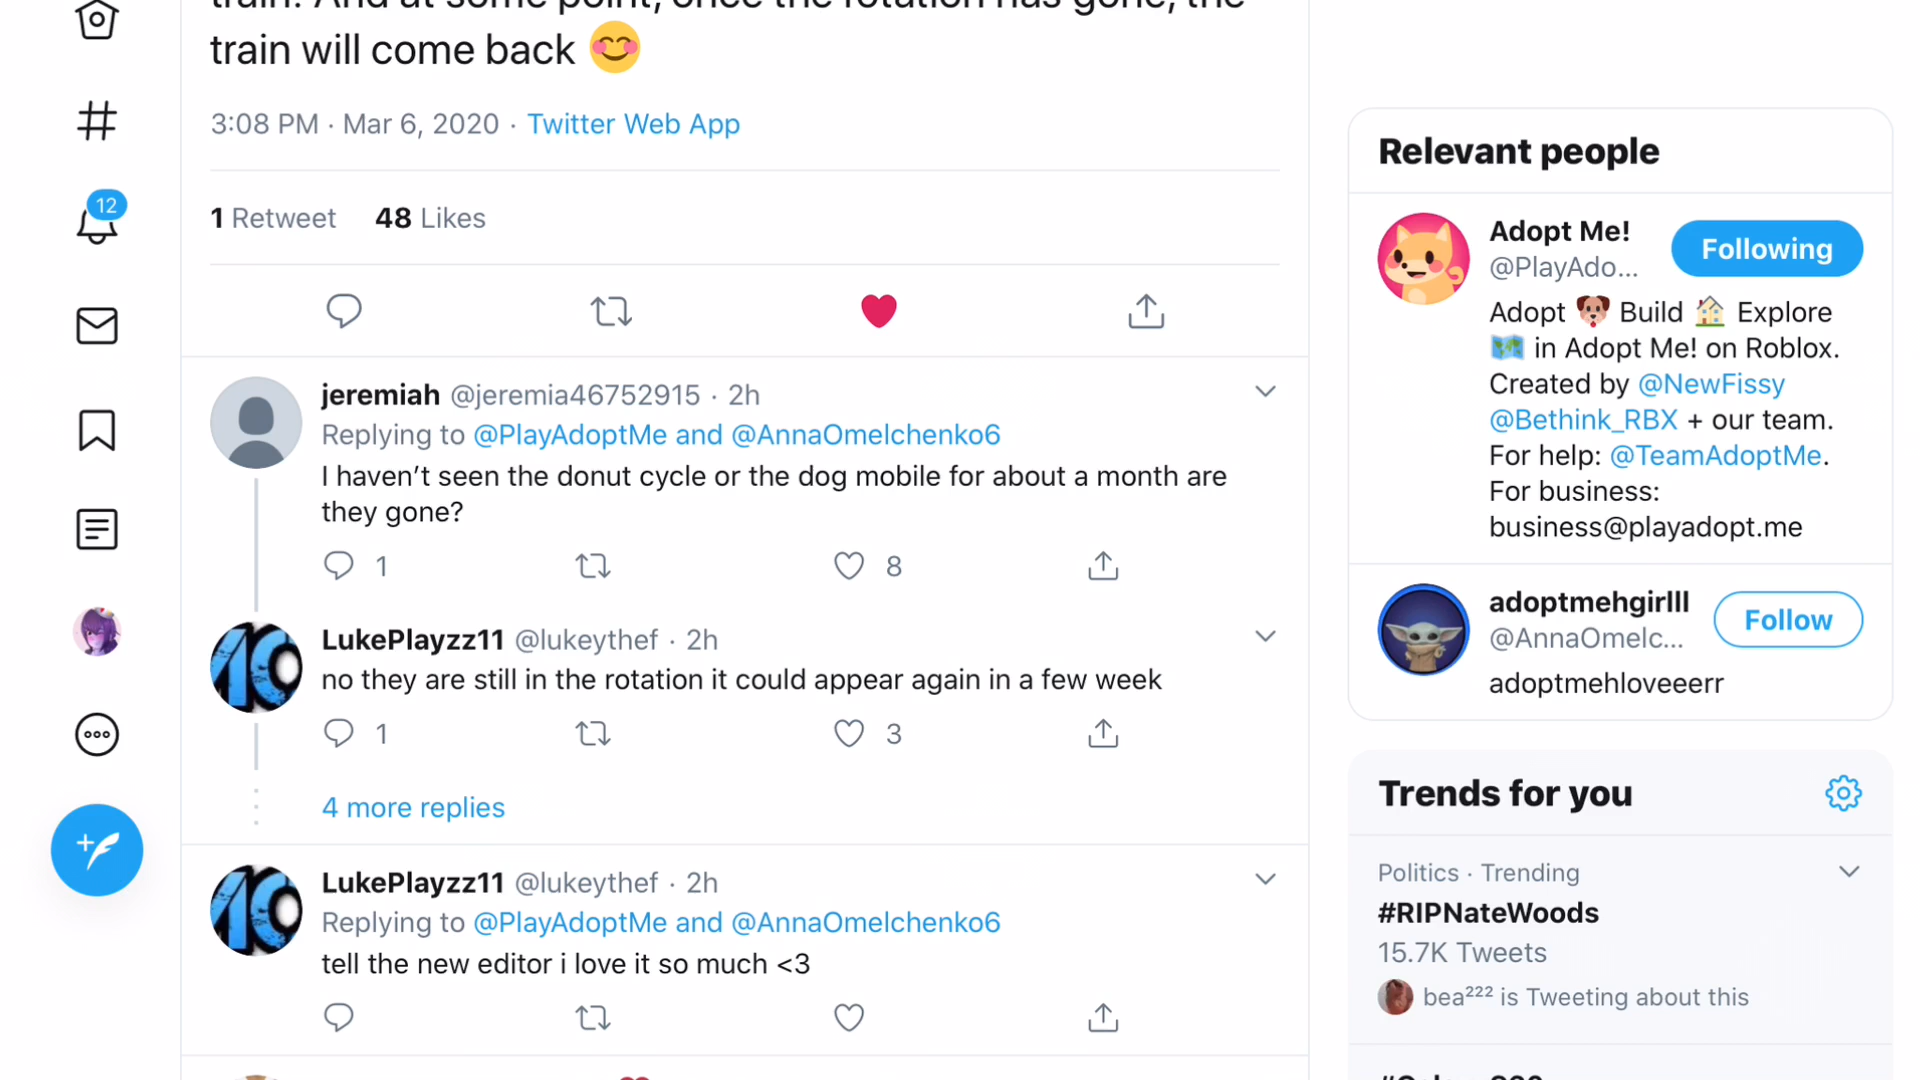 train will come back
3:08 PM · Mar 6, 2020 · Twitter Web App
1 Retweet 48 Likes
jeremiah @jeremia46752915 · 2h
Replying to @PlayAdoptMe and @AnnaOmelchenko6
I haven’t seen the donut cycle or the dog mobile for about a month are
they gone?
1 8
LukePlayzz11 @lukeythef · 2h
no they are still in the rotation it could appear again in a few week
1 3
4 more replies
LukePlayzz11 @lukeythef · 2h
Replying to @PlayAdoptMe and @AnnaOmelchenko6
tell the new editor i love it so much <3
12
Relevant people
Adopt Me!
@PlayAdo...
Following
Adopt Build Explore
in Adopt Me! on Roblox.
Created by @NewFissy
@Bethink_RBX + our team.
For help: @TeamAdoptMe.
For business:
business@playadopt.me
adoptmehgirlll
@AnnaOmelc...
Follow
adoptmehloveeerr
Trends for you
Politics · Trending
#RIPNateWoods
15.7K Tweets
bea²²² is Tweeting about this